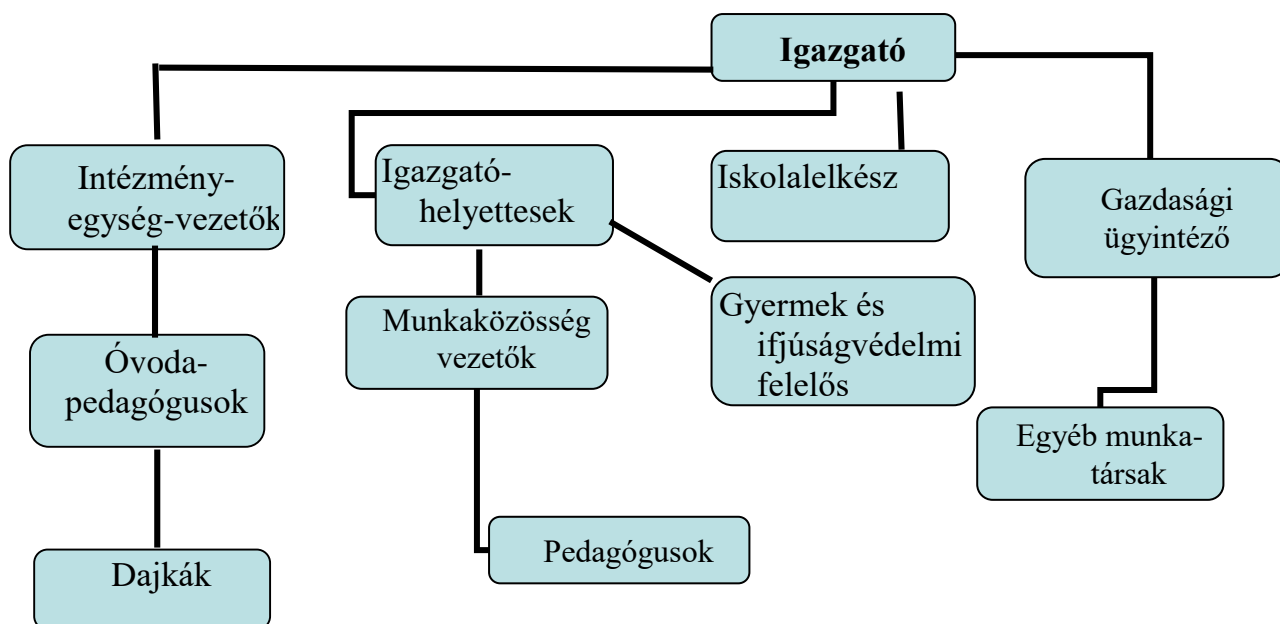 Igazgató
Intézmény-
egység-vezetők
Igazgató-
helyettesek
Iskolalelkész
Gazdasági
ügyintéző
Munkaközösség
vezetők
Gyermek és
ifjúságvédelmi
felelős
Óvoda-
pedagógusok
Egyéb munka-
társak
Pedagógusok
Dajkák